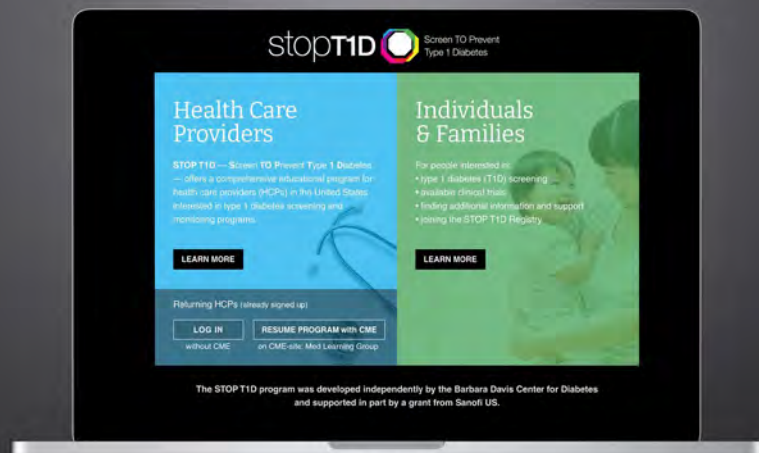 stopT1D
Screen TO Prevent
Type 1 Diabetes
Health Care
Providers
STOP T1D — Screen TO Prevent Type 1 Diabetes
— offers a comprehensive educational program for
health care providers (HCPs) in the United States
interested in type 1 diabetes screening and
monitoring programs.
LEARN MORE
Returning HCPs (already signed up)
LOG IN
without CME
RESUME PROGRAM with CME
on CME-site: Med Learning Group
Individuals
& Families
For people interested in:
• type 1 diabetes (T1D) screening
• available clinical trials
• finding additional information and support
• joining the STOP T1D Registry
LEARN MORE
The STOP T1D program was developed independently by the Barbara Davis Center for Diabetes
and supported in part by a grant from Sanofi US.